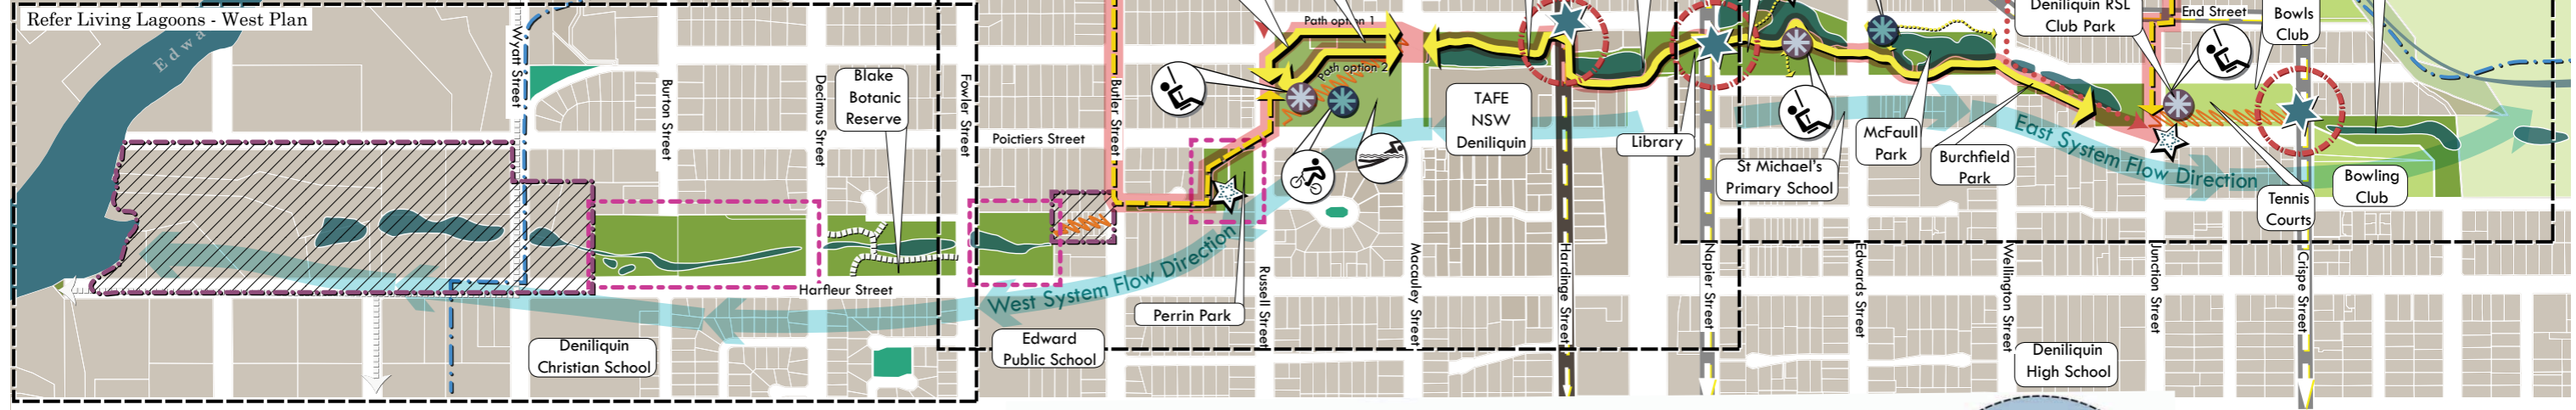 Refer Living Lagoons - West Plan
Edwa
Wyatt Street
Burton Street
Decimus Street
Blake
Botanic
Reserve
Fowler Street
Poictiers Street
Butler Street
Harfleur Street
West System Flow Direction
Deniliquin
Christian School
Edward
Public School
Perrin Park
Russell Street
Path option 1
Path option 2
Macauley Street
TAFE
NSW
Deniliquin
Hardinge Street
Library
Napier Street
St Michael's
Primary School
McFaull
Park
Edwards Street
Burchfield
Park
Wellington Street
East System Flow Direction
Deniliquin RSL
Club Park
End Street
Bowls
Club
Junction Street
Tennis
Courts
Crispe Street
Bowling
Club
Deniliquin
High School